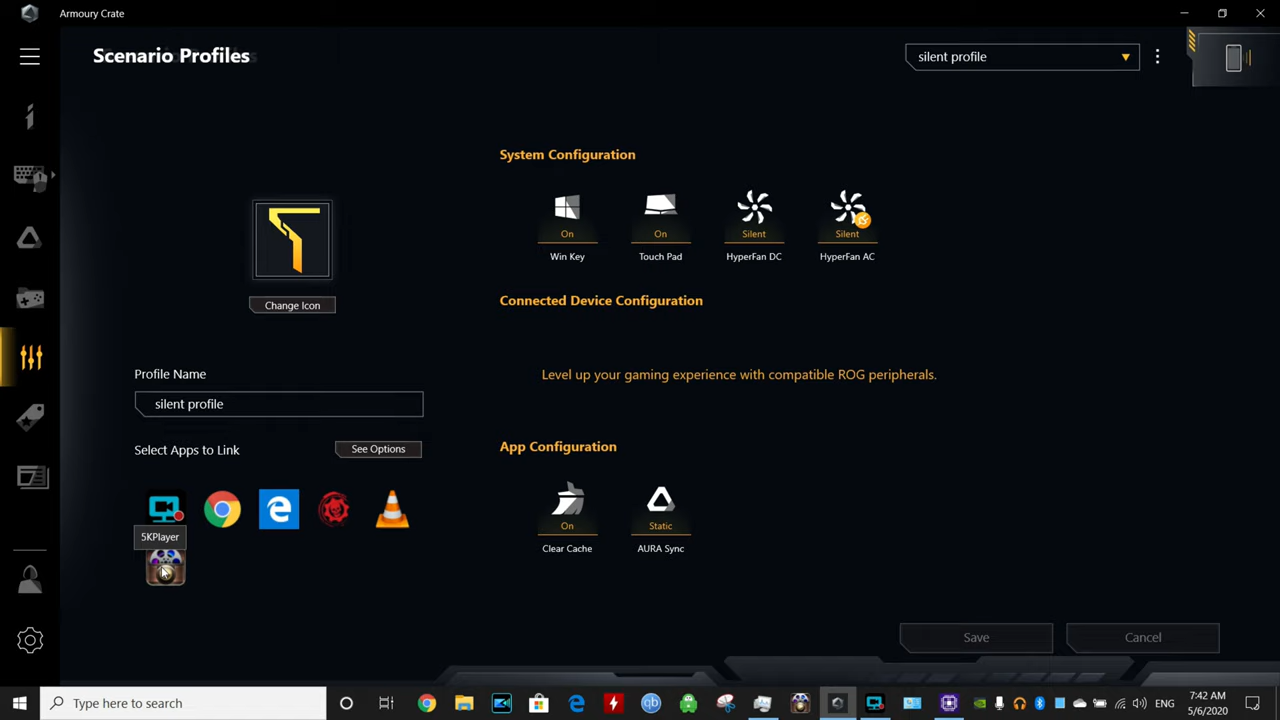 Armoury Crate
Scenario Profiles
silent profile
System Configuration
On
On
Silent
Silent
Win Key
Touch Pad
HyperFan DC
HyperFan AC
Change Icon
Connected Device Configuration
Level up your gaming experience with compatible ROG peripherals.
Profile Name
silent profile
Select Apps to Link
See Options
5KPlayer
App Configuration
On
Static
Clear Cache
AURA Sync
Save
Cancel
Type here to search
qb
ENG
7:42 AM
5/6/2020